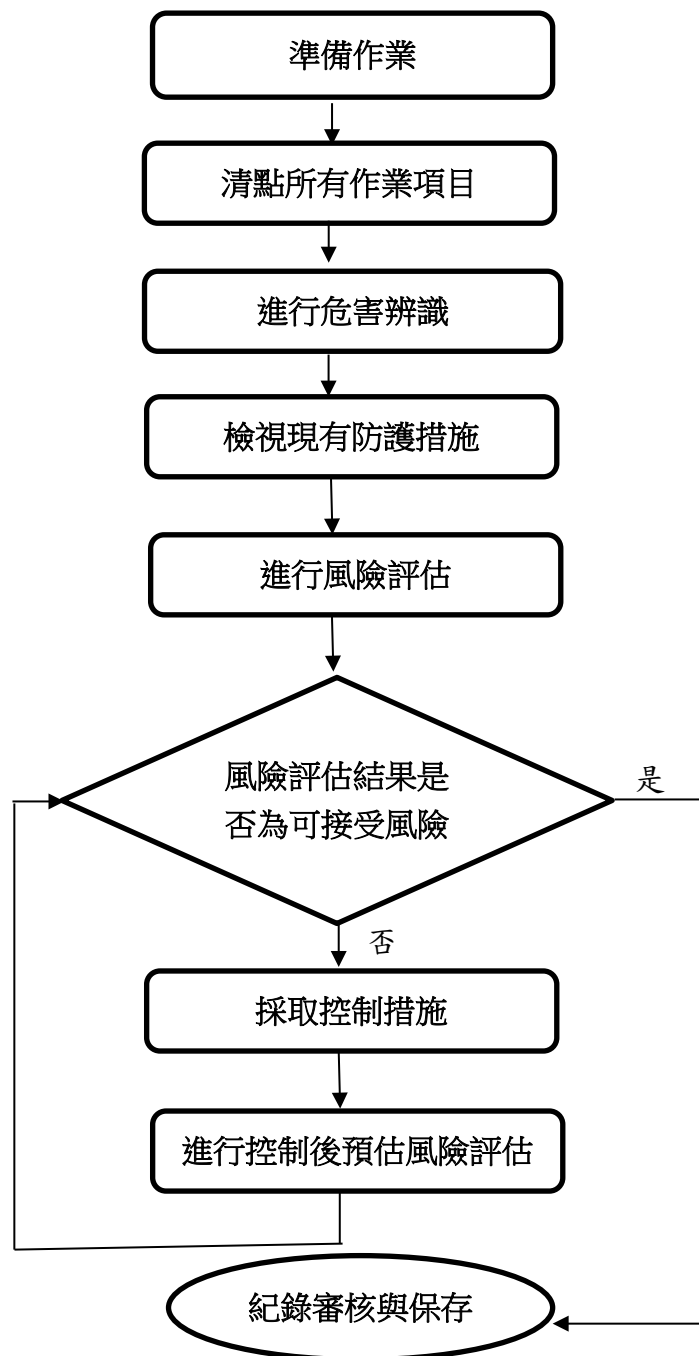 準備作業
清點所有作業項目
進行危害辨識
檢視現有防護措施
進行風險評估
風險評估結果是
否為可接受風險
是
否
採取控制措施
進行控制後預估風險評估
紀錄審核與保存